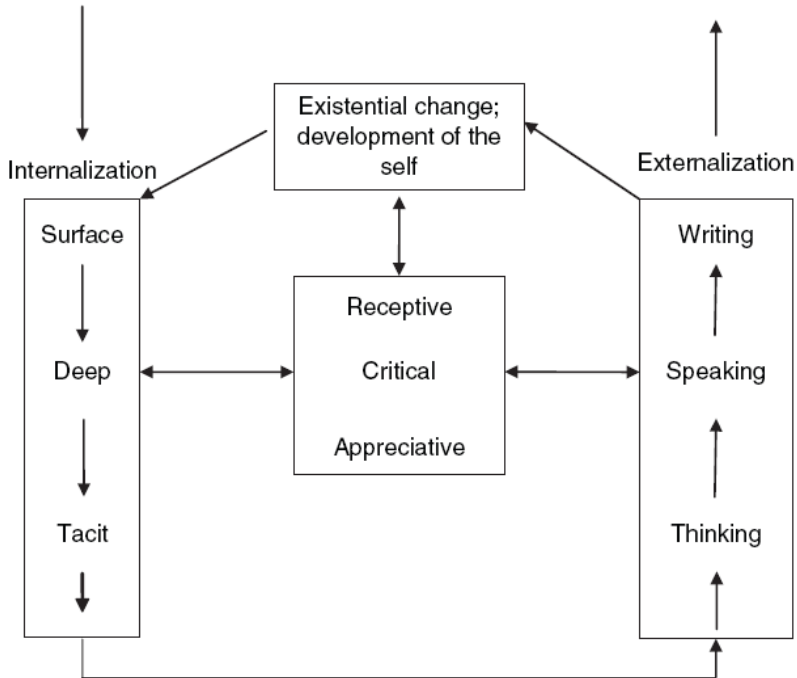 Existential change;
development of the
self
Internalization
Externalization
Surface
Deep
Tacit
Receptive
Critical
Appreciative
Writing
Speaking
Thinking